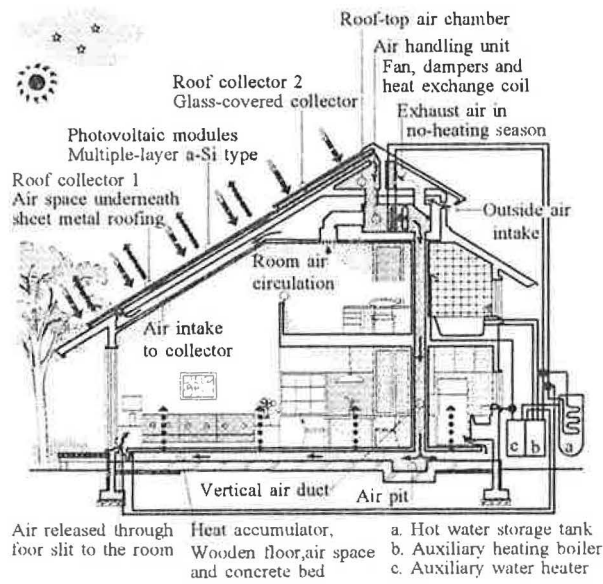 Roof-top air chamber
Air handling unit
Fan, dampers and
heat exchange coil
Roof collector 2
Glass-covered collector
Exhaust air in
no-heating season
Photovoltaic modules
Multiple-layer a-Si type
Roof collector 1
Air space underneath
sheet metal roofing
Outside air
intake
Room air
circulation
Air intake
to collector
c b a
Vertical air duct
Air pit
Air released through
foor slit to the room
Heat accumulator,
Wooden floor,air space
and concrete bed
a. Hot water storage tank
b. Auxiliary heating boiler
c. Auxiliary water heater